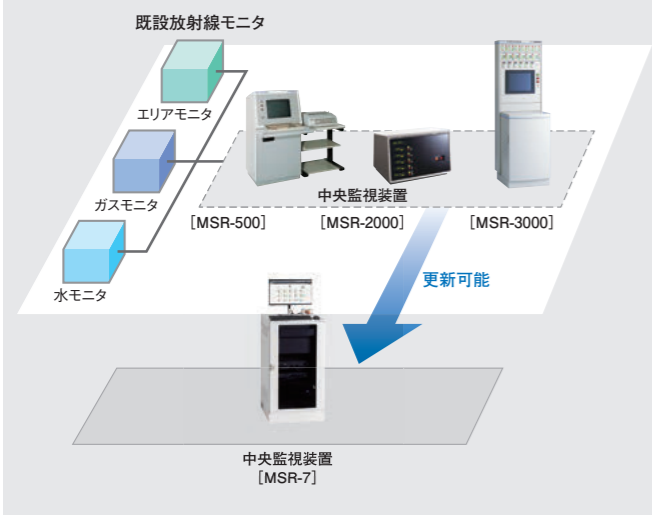 既設放射線モニタ
エリアモニタ
ガスモニタ
水モニタ
中央監視装置
[MSR-500] [MSR-2000] [MSR-3000]
更新可能
中央監視装置
[MSR-7]